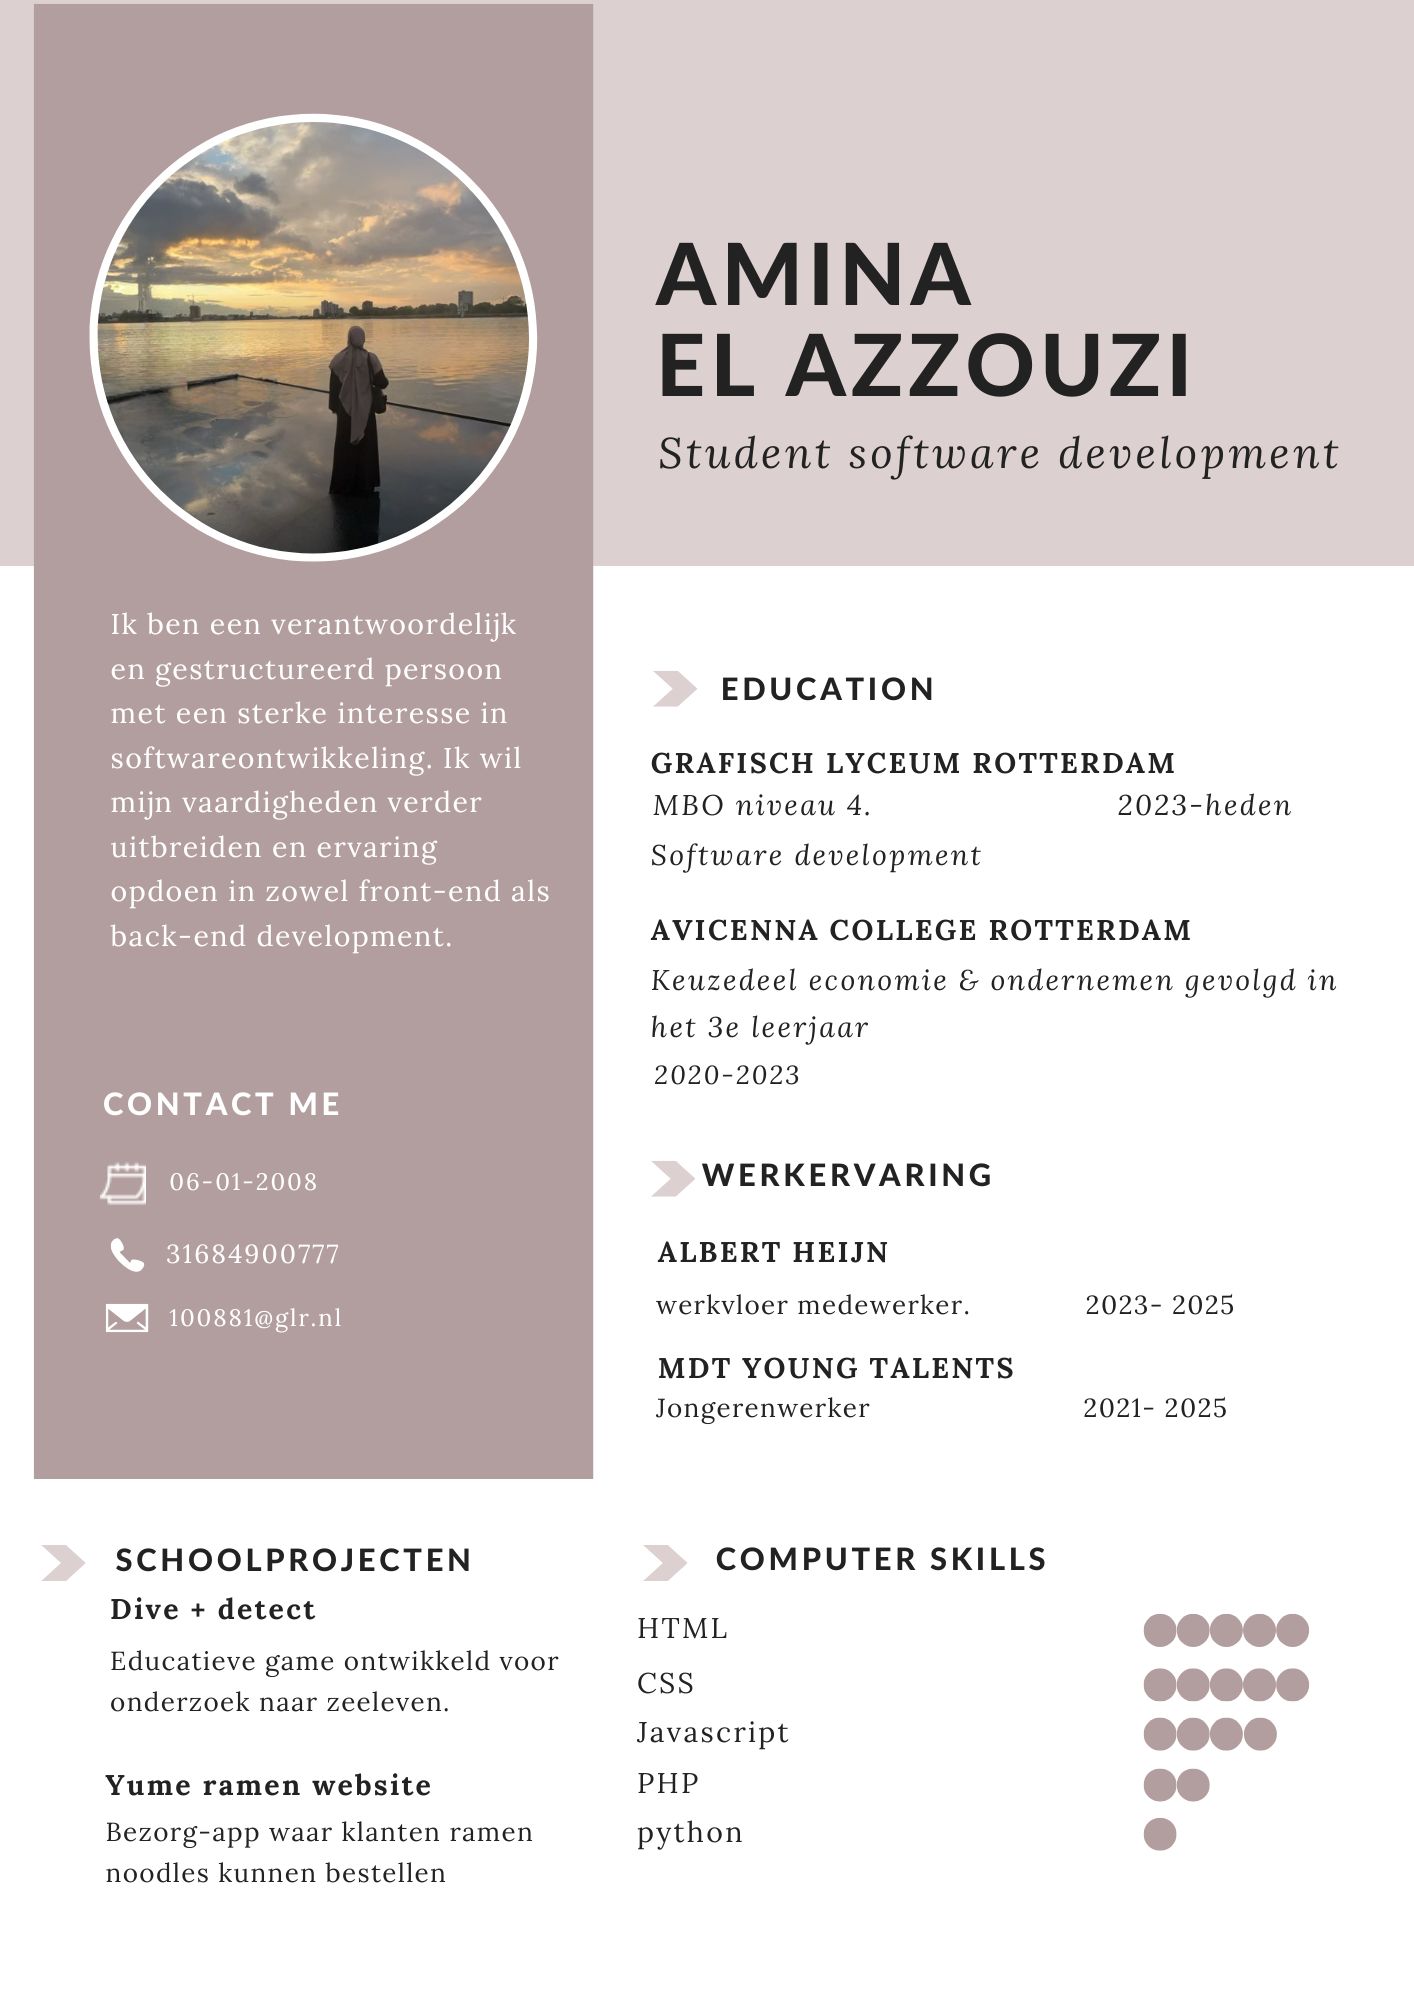 AMINA
EL AZZOUZI
Student software development
Ik ben een verantwoordelijk
en gestructureerd persoon
met een sterke interesse in
softwareontwikkeling. Ik wil
mijn vaardigheden verder
uitbreiden en ervaring
opdoen in zowel front-end als
back-end development.
CONTACT ME
06-01-2008
31684900777
100881@glr.nl
EDUCATION
GRAFISCH LYCEUM ROTTERDAM
MBO niveau 4. 2023-heden
Software development
AVICENNA COLLEGE ROTTERDAM
Keuzedeel economie & ondernemen gevolgd in
het 3e leerjaar
2020-2023
WERKERVARING
ALBERT HEIJN
werkvloer medewerker. 2023- 2025
MDT YOUNG TALENTS
Jongerenwerker 2021- 2025
SCHOOLPROJECTEN
Dive + detect
Educatieve game ontwikkeld voor
onderzoek naar zeeleven.
Yume ramen website
Bezorg-app waar klanten ramen
noodles kunnen bestellen
COMPUTER SKILLS
HTML
CSS
Javascript
PHP
python